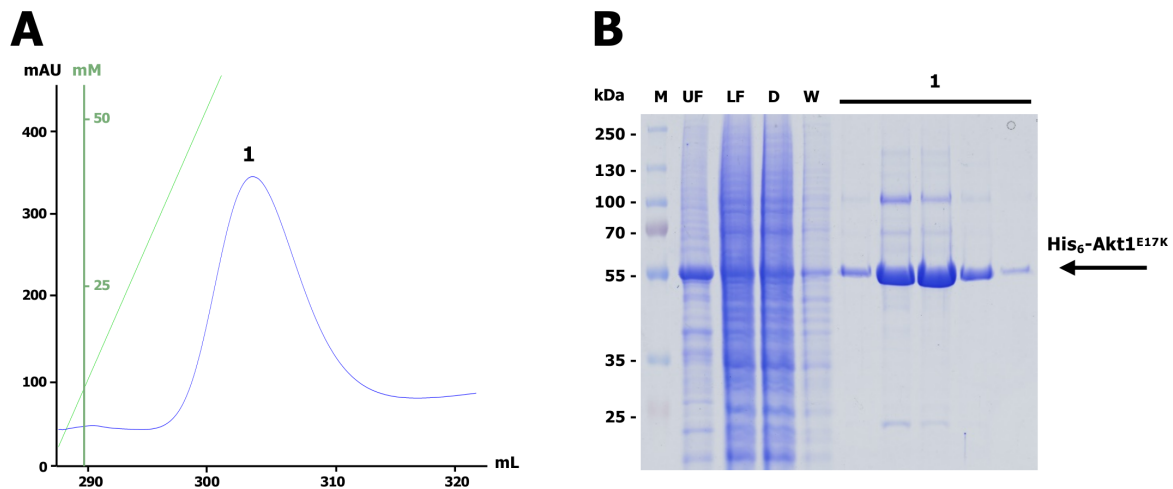 A
mAU mM
400
300
200
100
0
50
25
1
290 300 310 320
mL
B
kDa M UF LF D W 1
250 -
130 -
100 -
70 -
55 -
35 -
25 -
His₆-Akt1ᴱ¹⁷ᴷ